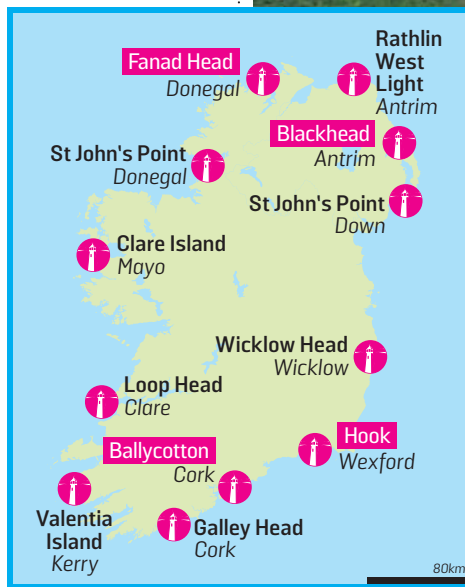 Fanad Head
Donegal
Rathlin
West
Light
Antrim
Blackhead
Antrim
St John's Point
Donegal
St John's Point
Down
Clare Island
Mayo
Wicklow Head
Wicklow
Loop Head
Clare
Hook
Wexford
Ballycotton
Cork
Valentia
Island
Kerry
Galley Head
Cork
80km